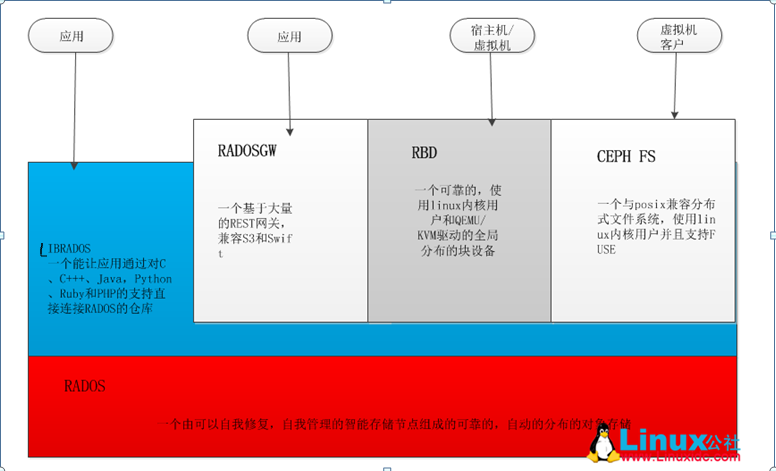 应用
应用
宿主机/
虚拟机
虚拟机
客户
RADOSGW
一个基于大量
的REST网关,
兼容S3和Swif
t
RBD
一个可靠的，使
用linux内核用
户和QEMU/
KVM驱动的全局
分布的块设备
CEPH FS
一个与posix兼容分布
式文件系统，使用lin
ux内核用户并且支持F
USE
LIBRADOS
一个能让应用通过对C
、C+++、Java，Python
、Ruby和PHP的支持直
接连接RADOS的仓库
RADOS
一个由可以自我修复，自我管理的智能存储节点组成的可靠的，自动的分布的对象存储
Linux公社
www.Linuxidc.com